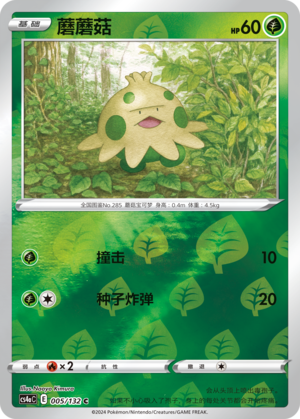 基础 蘑蘑菇 HP60
全国图鉴No.285 蘑菇宝可梦 身高：0.4m 体重：4.5kg
撞击 10
种子炸弹 20
弱点 ×2 抗性 撤退
Illus. Naoyo Kimura
CS4aC E 005/132 C
©2024 Pokémon/Nintendo/Creatures/GAME FREAK.